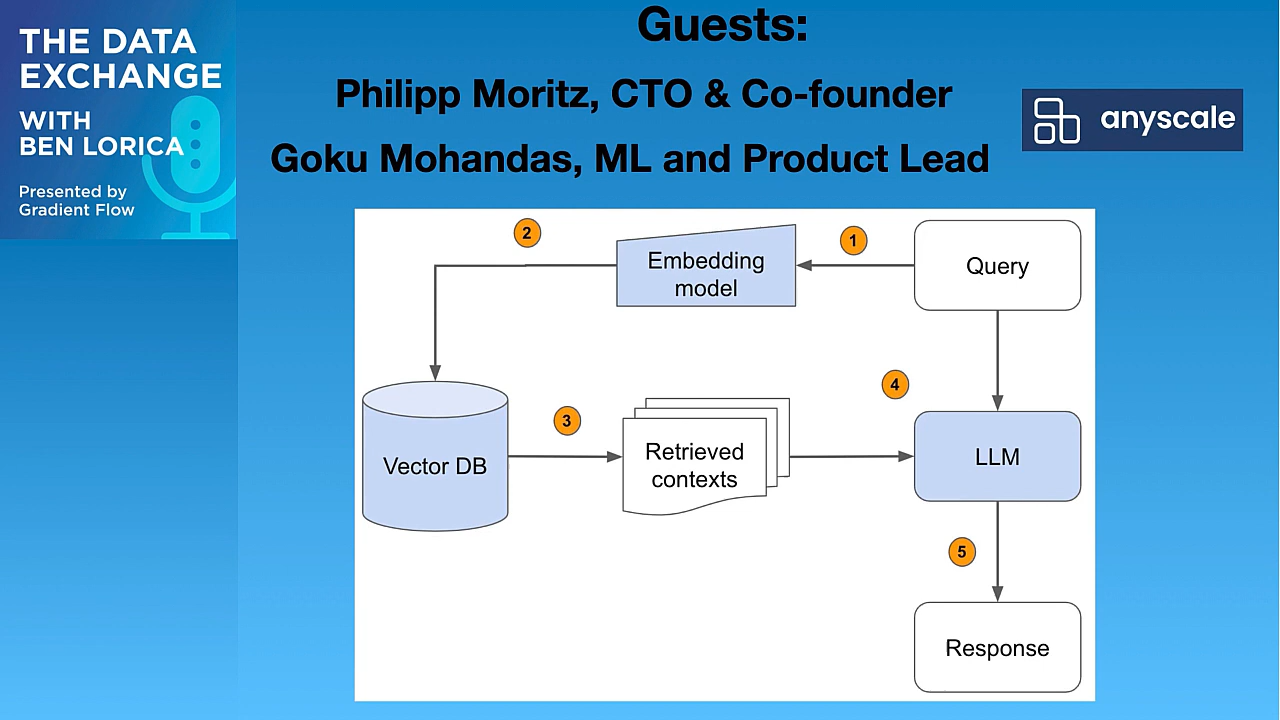 THE DATA
EXCHANGE
WITH
BEN LORICA
Presented by
Gradient Flow
Guests:
Philipp Moritz, CTO & Co-founder
Goku Mohandas, ML and Product Lead
anyscale
2
1
Embedding
model
Query
4
3
Vector DB
Retrieved
contexts
LLM
5
Response